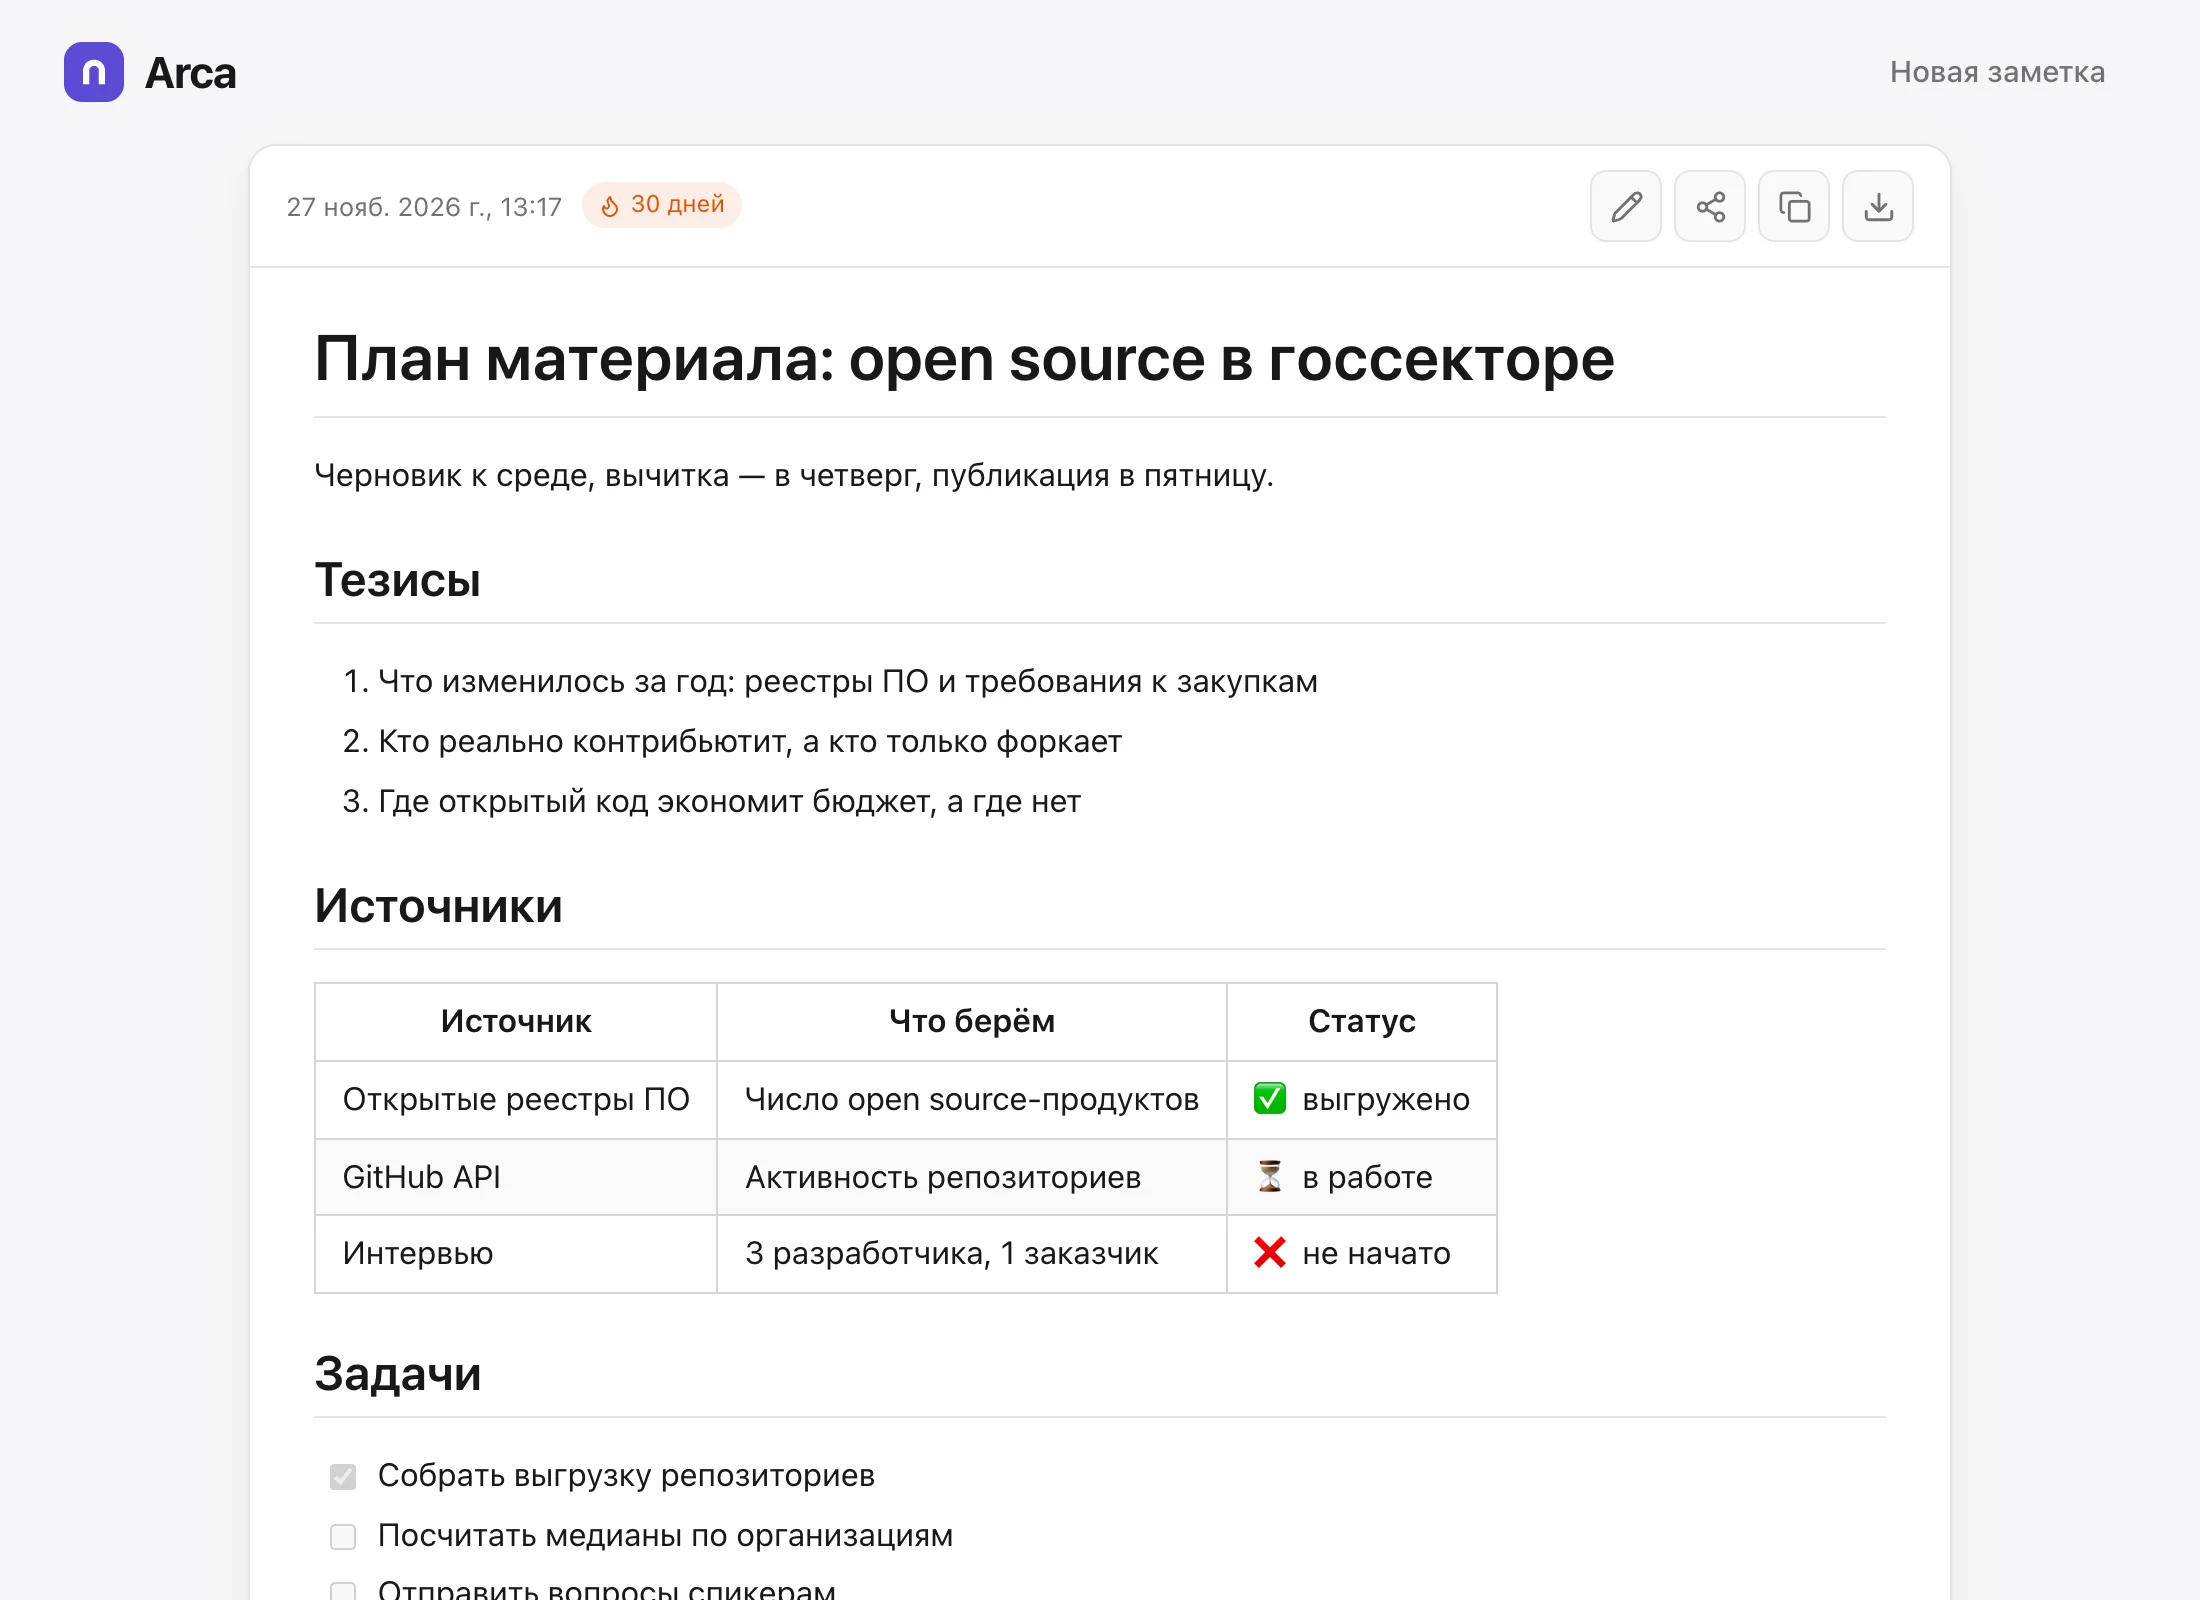 Arca
Новая заметка
27 нояб. 2026 г., 13:17
30 дней
План материала: open source в госсекторе
Черновик к среде, вычитка — в четверг, публикация в пятницу.
Тезисы
1. Что изменилось за год: реестры ПО и требования к закупкам
2. Кто реально контрибьютит, а кто только форкает
3. Где открытый код экономит бюджет, а где нет
Источники
Источник Что берём Статус
Открытые реестры ПО Число open source-продуктов ✅ выгружено
GitHub API Активность репозиториев ⏳ в работе
Интервью 3 разработчика, 1 заказчик ❌ не начато
Задачи
Собрать выгрузку репозиториев
Посчитать медианы по организациям
Отправить вопросы спикерам